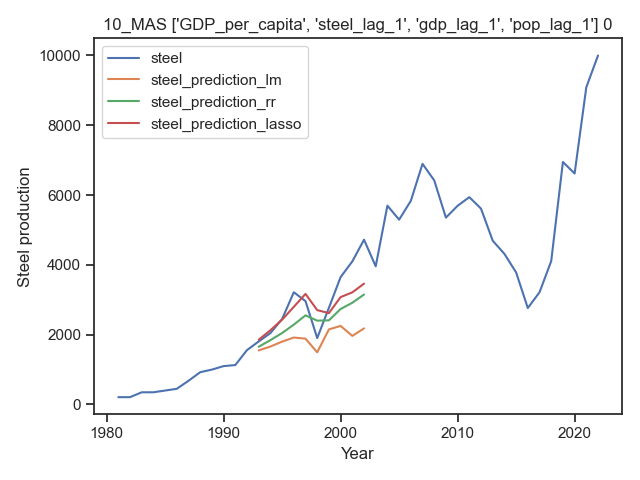 10_MAS ['GDP_per_capita', 'steel_lag_1', 'gdp_lag_1', 'pop_lag_1'] 0
steel
steel_prediction_lm
steel_prediction_rr
steel_prediction_lasso
Steel production
10000
8000
6000
4000
2000
0
1980
1990
2000
2010
2020
Year